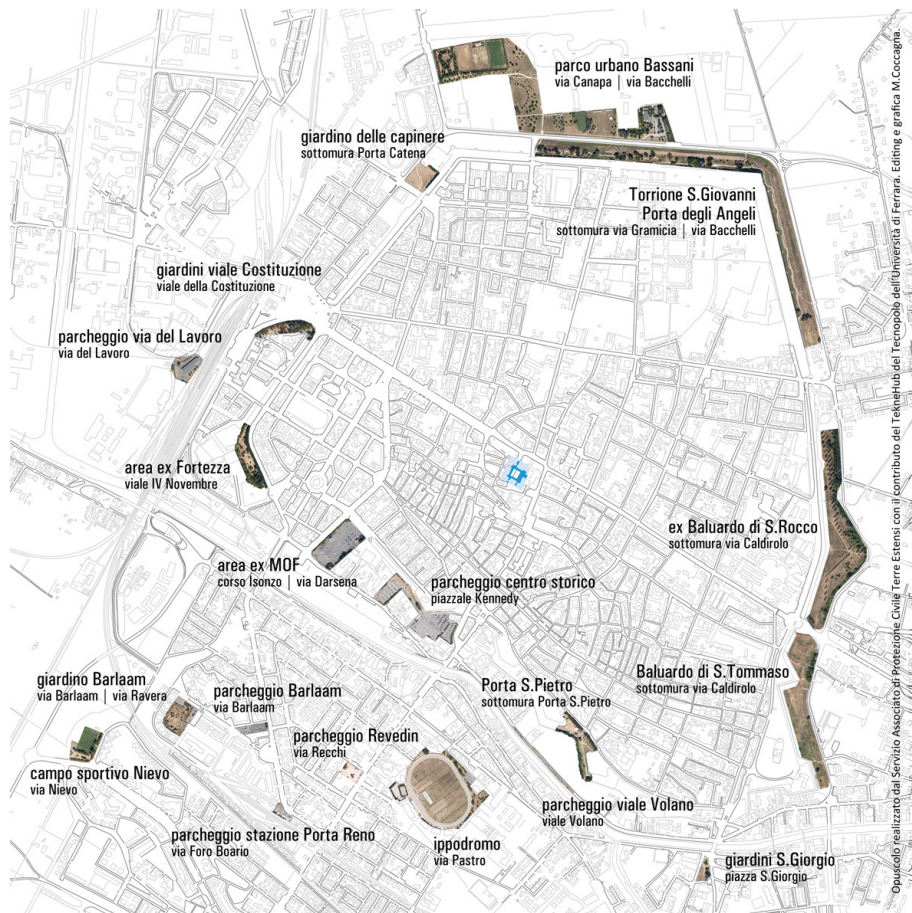 parco urbano Bassani
via Canapa | via Bacchelli
giardino delle capinere
sottomura Porta Catena
Torrione S.Giovanni
Porta degli Angeli
sottomura via Gramicia | via Bacchelli
giardini viale Costituzione
viale della Costituzione
parcheggio via del Lavoro
via del Lavoro
area ex Fortezza
viale IV Novembre
ex Baluardo di S.Rocco
sottomura via Caldirolo
area ex MOF
corso Isonzo | via Darsena
parcheggio centro storico
piazzale Kennedy
giardino Barlaam
via Barlaam | via Ravera
parcheggio Barlaam
via Barlaam
Porta S.Pietro
sottomura Porta S.Pietro
Baluardo di S.Tommaso
sottomura via Caldirolo
parcheggio Revedin
via Recchi
campo sportivo Nievo
via Nievo
parcheggio viale Volano
viale Volano
parcheggio stazione Porta Reno
via Foro Boario
ippodromo
via Pastro
giardini S.Giorgio
piazza S.Giorgio
Opuscolo realizzato dal Servizio Associato di Protezione Civile Terre Estensi con il contributo del TekneHub del Tecnopolo dell'Università di Ferrara. Editing e grafica M.Coccagna.